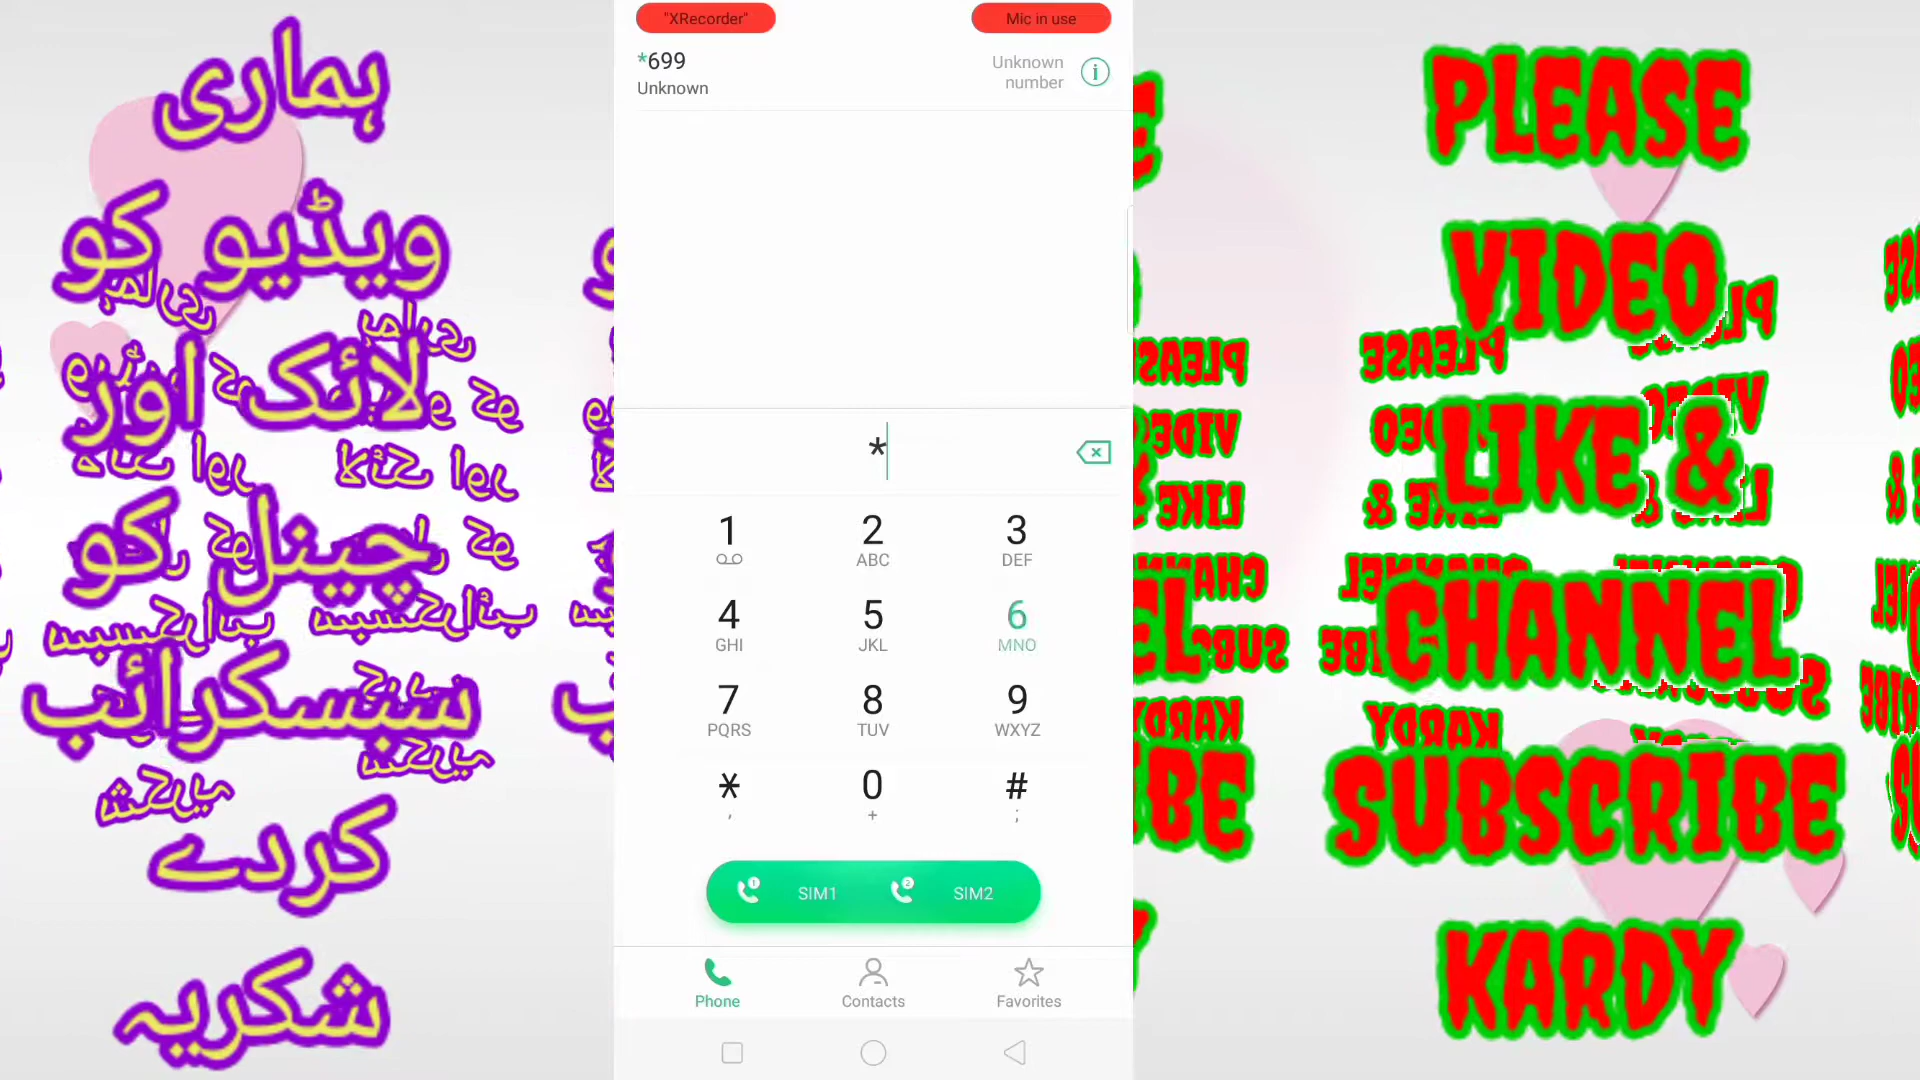 ہماری
ویڈیو کو
لائک اور
چینل کو
سبسکرائب
کردے
شکریہ
"XRecorder"
Mic in use
*699
Unknown
Unknown
number
*
1
2
ABC
3
DEF
4
GHI
5
JKL
6
MNO
7
PQRS
8
TUV
9
WXYZ
*
,
0
+
#
;
SIM1
SIM2
Phone
Contacts
Favorites
PLEASE
VIDEO
LIKE &
CHANNEL
SUBSCRIBE
KARDY